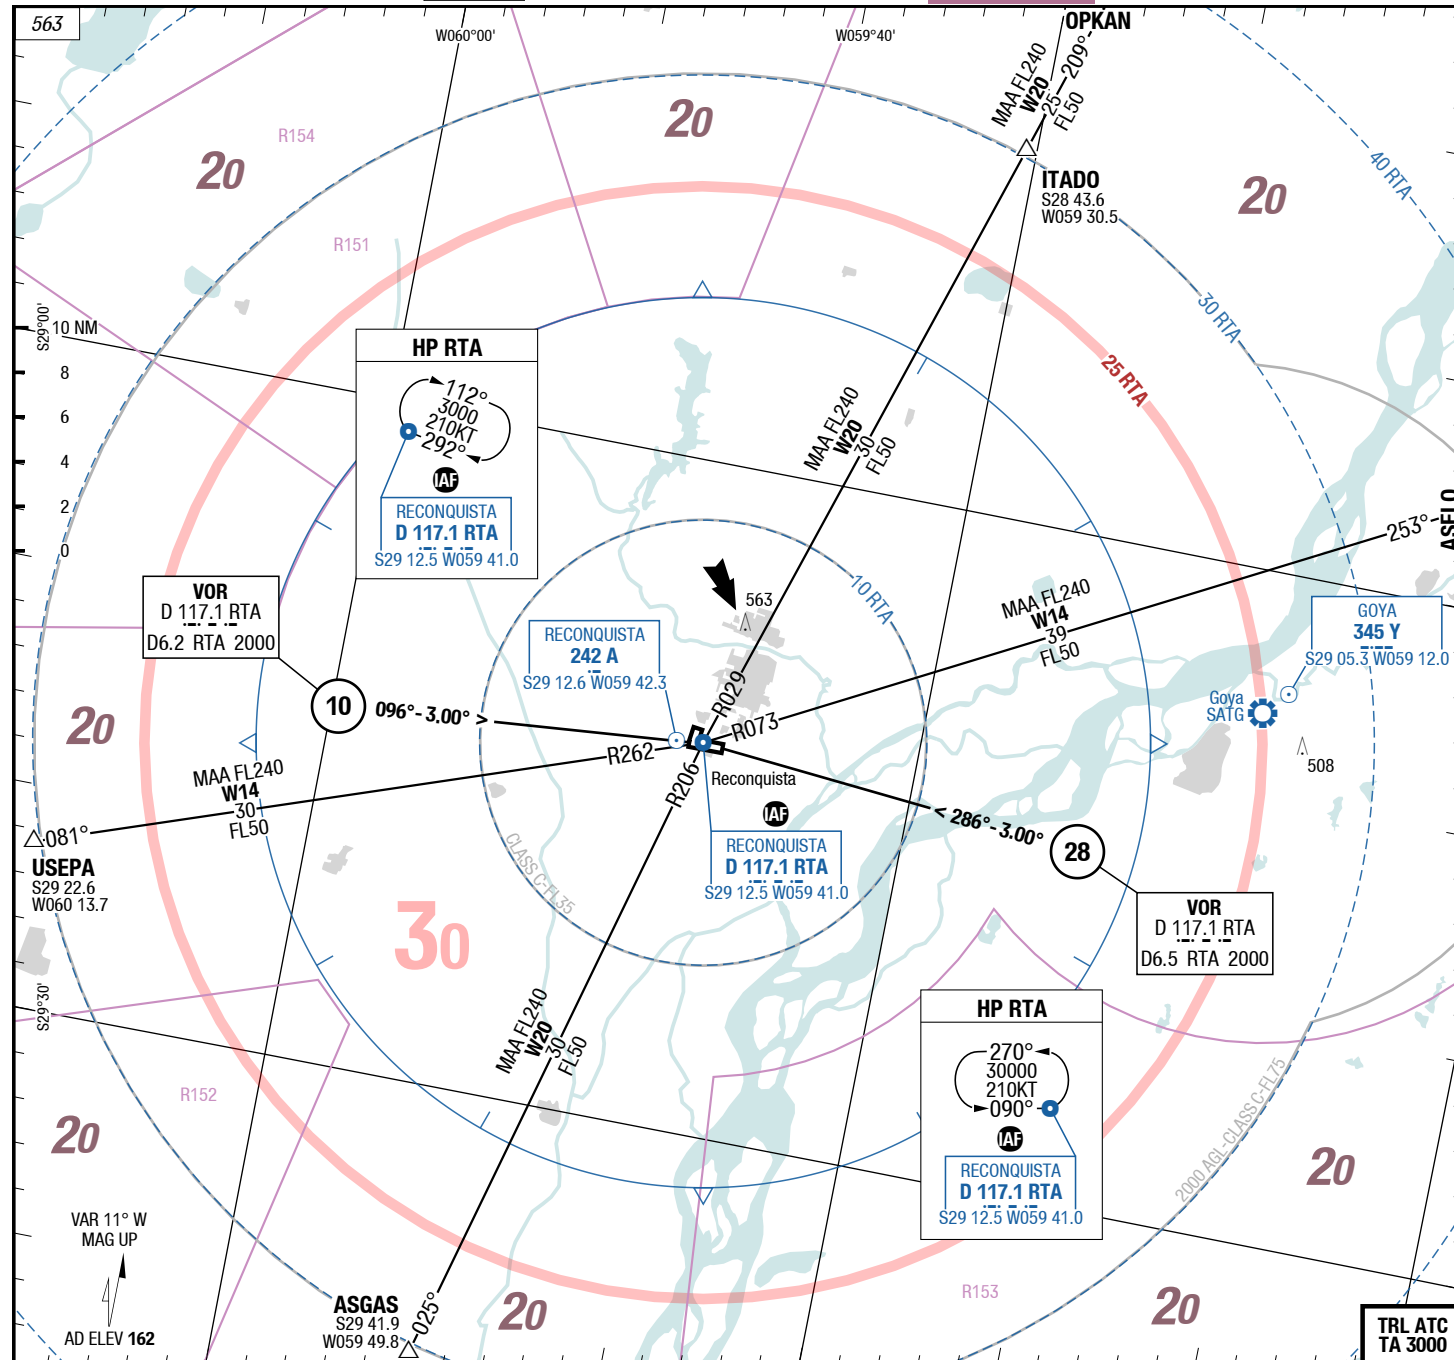 563
W060°00'
W059°40'
OPKAN
209°
MAA FL240
W20
25
FL50
R154
20
20
ITADO
S28 43.6
W059 30.5
20
40 RTA
R151
30 RTA
S29°00'
10 NM
8
6
4
2
0
HP RTA
112°
3000
210KT
292°
IAF
RECONQUISTA
D 117.1 RTA
S29 12.5 W059 41.0
25 RTA
MAA FL240
W20
30
FL50
253°
ASELO
VOR
D 117.1 RTA
D6.2 RTA 2000
563
10 RTA
MAA FL240
W14
39
FL50
GOYA
345 Y
S29 05.3 W059 12.0
RECONQUISTA
242 A
S29 12.6 W059 42.3
R029
R073
Goya
SATG
10
096°-3.00° >
20
R262
R206
Reconquista
508
MAA FL240
W14
30
FL50
081°
USEPA
S29 22.6
W060 13.7
IAF
RECONQUISTA
D 117.1 RTA
S29 12.5 W059 41.0
< 286°-3.00°
28
CLASS C-FL35
VOR
D 117.1 RTA
D6.5 RTA 2000
30
S29°30'
MAA FL240
W20
30
FL50
HP RTA
270°
30000
210KT
090°
IAF
RECONQUISTA
D 117.1 RTA
S29 12.5 W059 41.0
R152
20
2000 AGL-CLASS C-FL75
20
VAR 11° W
MAG UP
AD ELEV 162
ASGAS
S29 41.9
W059 49.8
025°
20
R153
20
TRL ATC
TA 3000